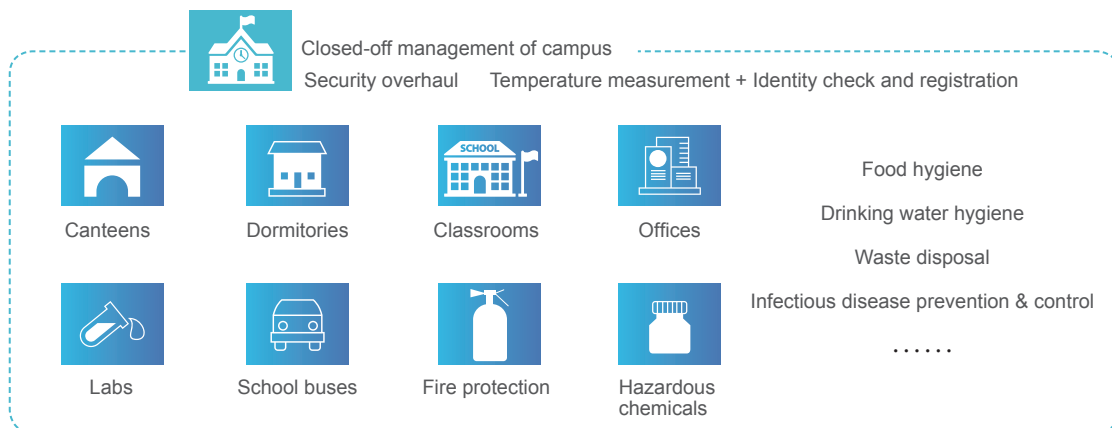 Closed-off management of campus
Security overhaul Temperature measurement + Identity check and registration
SCHOOL
Canteens
Dormitories
Classrooms
Offices
Labs
School buses
Fire protection
Hazardous
chemicals
Food hygiene
Drinking water hygiene
Waste disposal
Infectious disease prevention & control
......